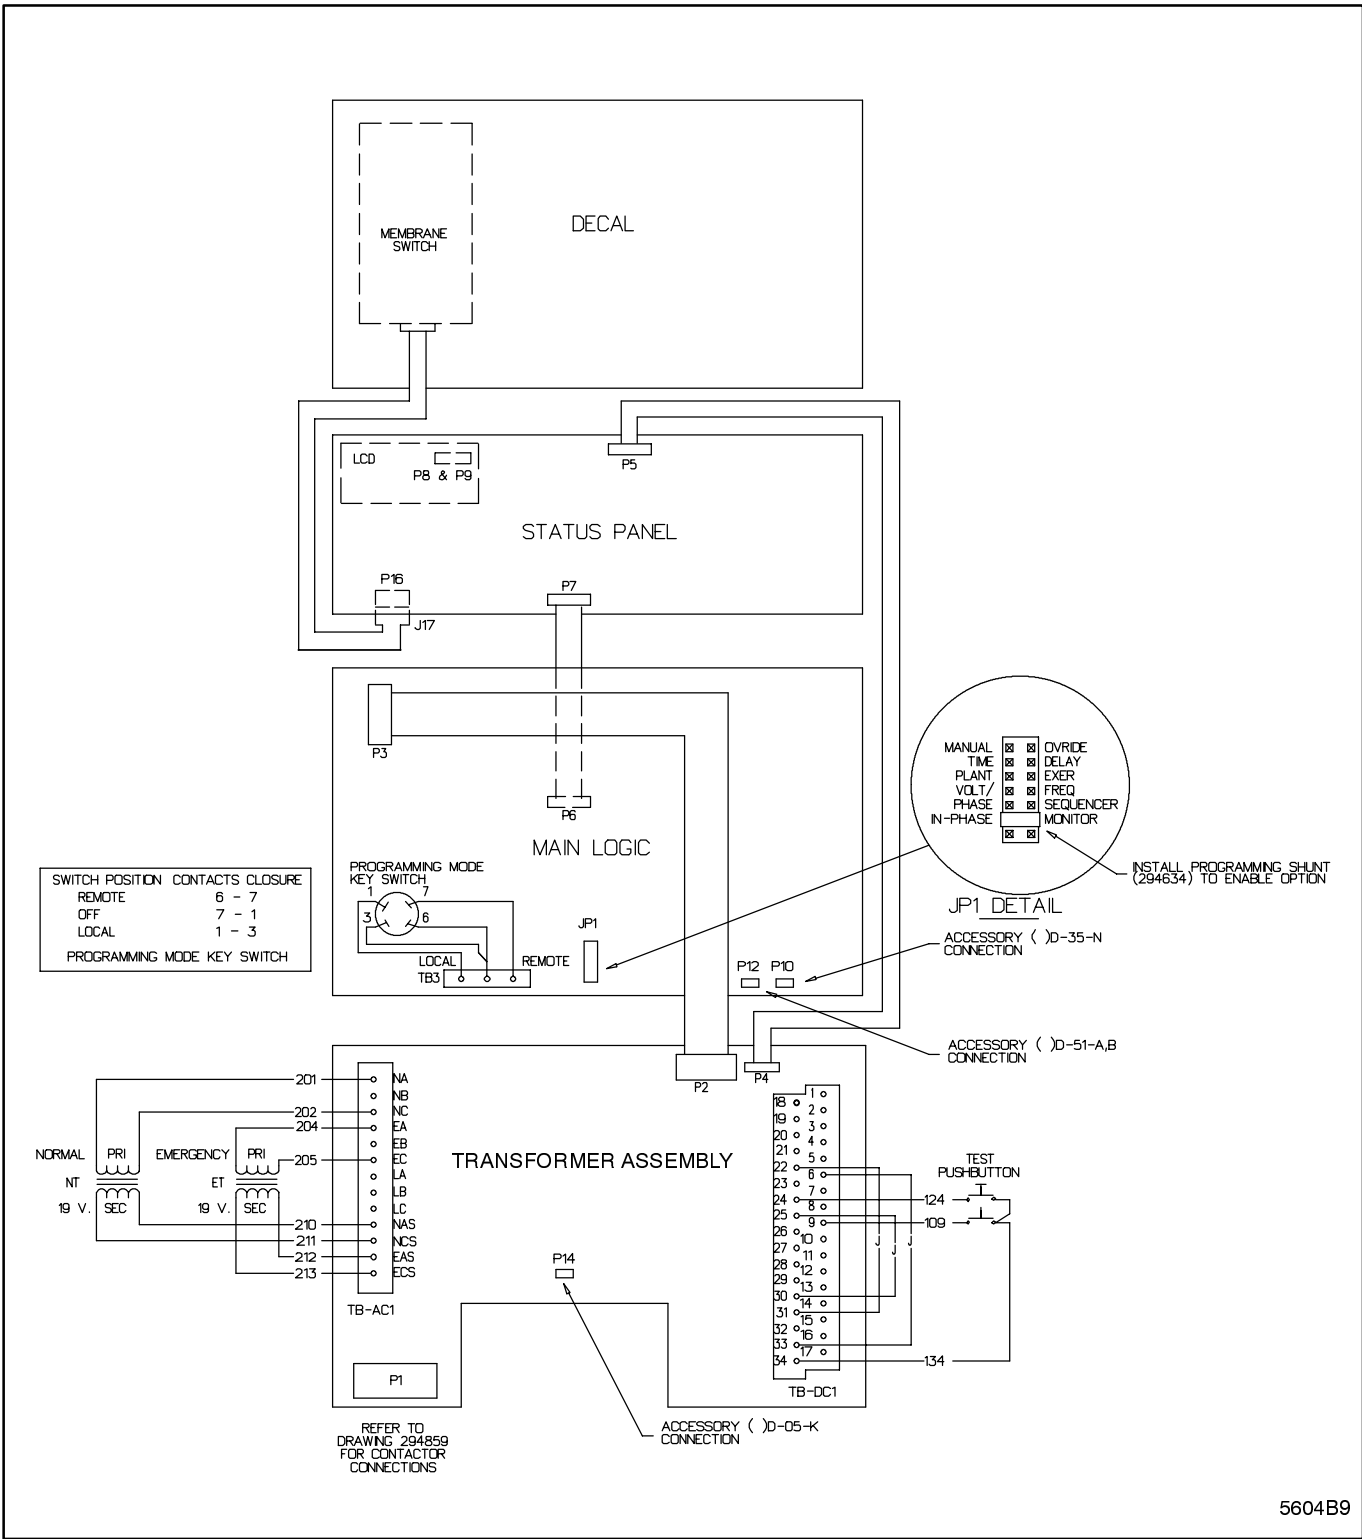 DECAL
MEMBRANE
SWITCH
LCD
P8 & P9
P5
STATUS PANEL
P16
J17
P7
P3
P6
MAIN LOGIC
PROGRAMMING MODE
KEY SWITCH
1
7
3
6
LOCAL
REMOTE
TB3
JP1
P12
P10
MANUAL OVRIDE
TIME DELAY
PLANT EXER
VOLT/ FREQ
PHASE SEQUENCER
IN-PHASE MONITOR
JP1 DETAIL
INSTALL PROGRAMMING SHUNT
(294634) TO ENABLE OPTION
ACCESSORY ( )D-35-N
CONNECTION
ACCESSORY ( )D-51-A,B
CONNECTION
SWITCH POSITION CONTACTS CLOSURE
REMOTE 6 - 7
OFF 7 - 1
LOCAL 1 - 3
PROGRAMMING MODE KEY SWITCH
P2
P4
TRANSFORMER ASSEMBLY
201 NA
NB
202 NC
204 EA
EB
205 EC
LA
LB
LC
210 NAS
211 NCS
212 EAS
213 ECS
TB-AC1
NORMAL PRI
NT
19 V. SEC
EMERGENCY PRI
ET
19 V. SEC
P14
P1
REFER TO
DRAWING 294859
FOR CONTACTOR
CONNECTIONS
ACCESSORY ( )D-05-K
CONNECTION
1
18
2
19
3
20
4
21
5
22
6
23
7
24
8
25
9
26
10
27
11
28
12
29
13
30
14
31
15
32
16
33
17
34
TB-DC1
J
J
J
TEST
PUSHBUTTON
124
109
134
5604B9